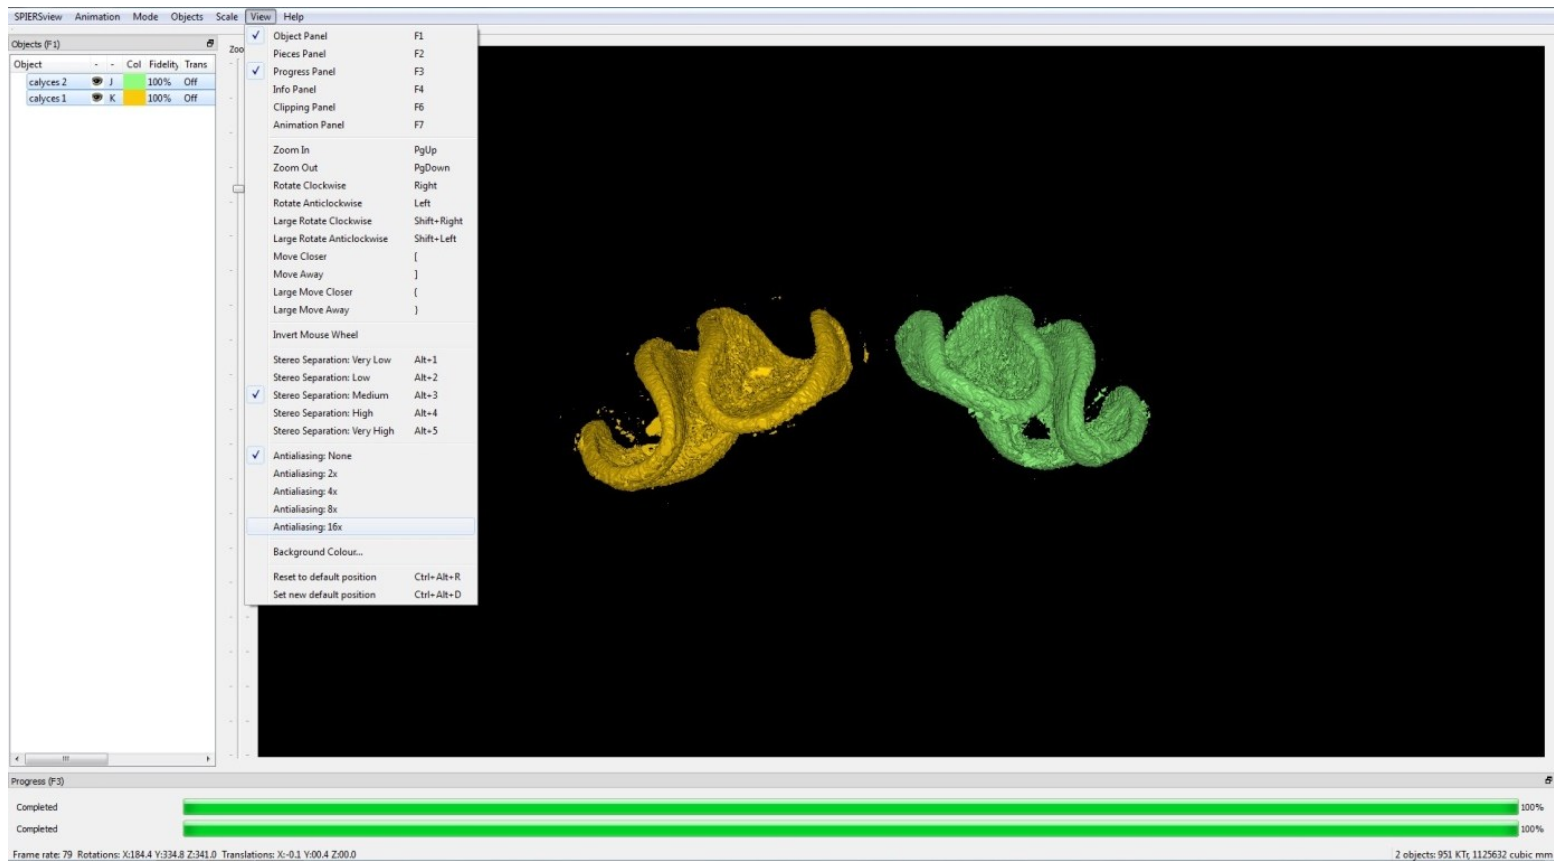 SPIERSview Animation Mode Objects Scale View Help
Objects (F1)
Object - - Col Fidelity Trans
calyces 2 J 100% Off
calyces 1 K 100% Off
Zoo
Object Panel F1
Pieces Panel F2
Progress Panel F3
Info Panel F4
Clipping Panel F6
Animation Panel F7
Zoom In PgUp
Zoom Out PgDown
Rotate Clockwise Right
Rotate Anticlockwise Left
Large Rotate Clockwise Shift+Right
Large Rotate Anticlockwise Shift+Left
Move Closer [
Move Away ]
Large Move Closer {
Large Move Away }
Invert Mouse Wheel
Stereo Separation: Very Low Alt+1
Stereo Separation: Low Alt+2
Stereo Separation: Medium Alt+3
Stereo Separation: High Alt+4
Stereo Separation: Very High Alt+5
Antialiasing: None
Antialiasing: 2x
Antialiasing: 4x
Antialiasing: 8x
Antialiasing: 16x
Background Colour...
Reset to default position Ctrl+Alt+R
Set new default position Ctrl+Alt+D
Progress (F3)
Completed 100%
Completed 100%
Frame rate: 79 Rotations: X:184.4 Y:334.8 Z:341.0 Translations: X:-0.1 Y:00.4 Z:00.0
2 objects: 951 KTr, 1125632 cubic mm